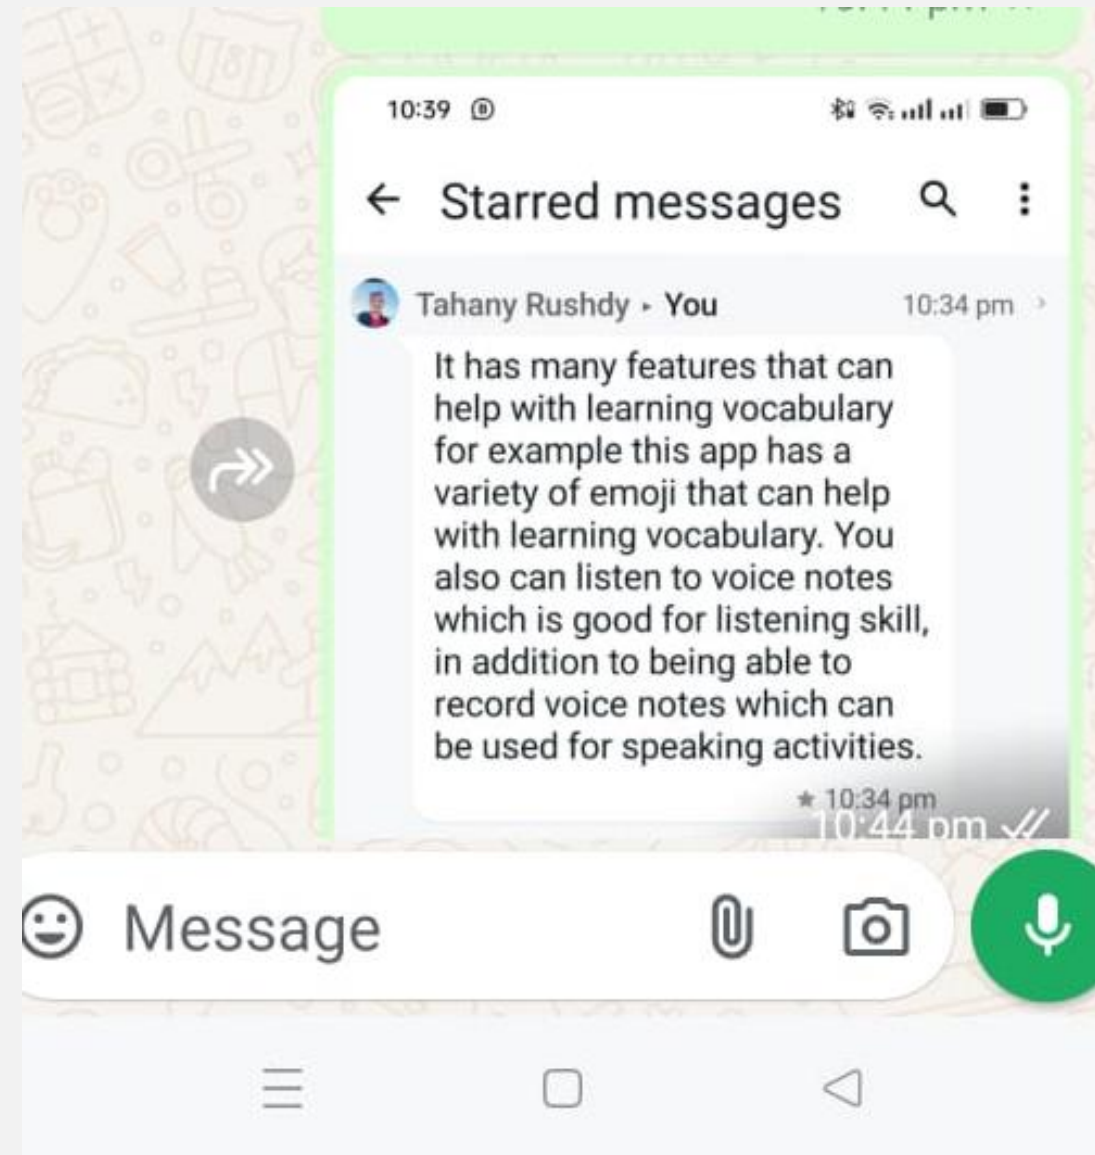 10:39
Starred messages
Tahany Rushdy ▸ You 10:34 pm
It has many features that can
help with learning vocabulary
for example this app has a
variety of emoji that can help
with learning vocabulary. You
also can listen to voice notes
which is good for listening skill,
in addition to being able to
record voice notes which can
be used for speaking activities.
10:34 pm
10:44 pm
Message